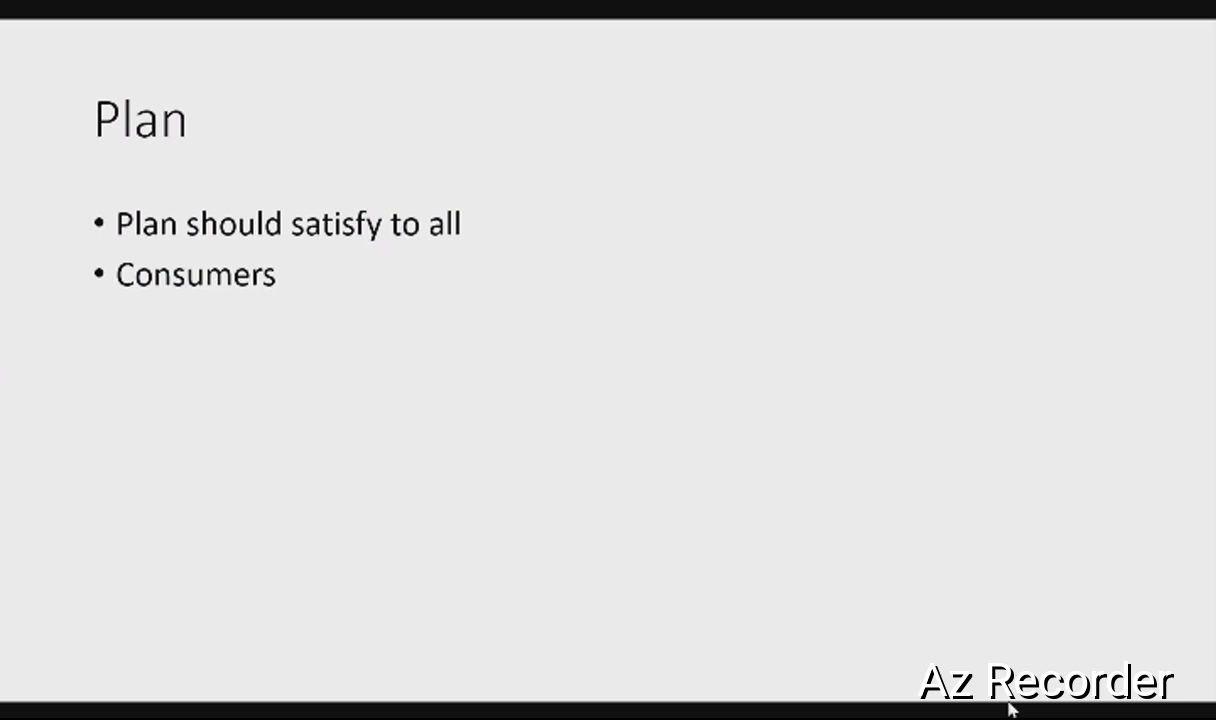 Plan
• Plan should satisfy to all
• Consumers
Az Recorder